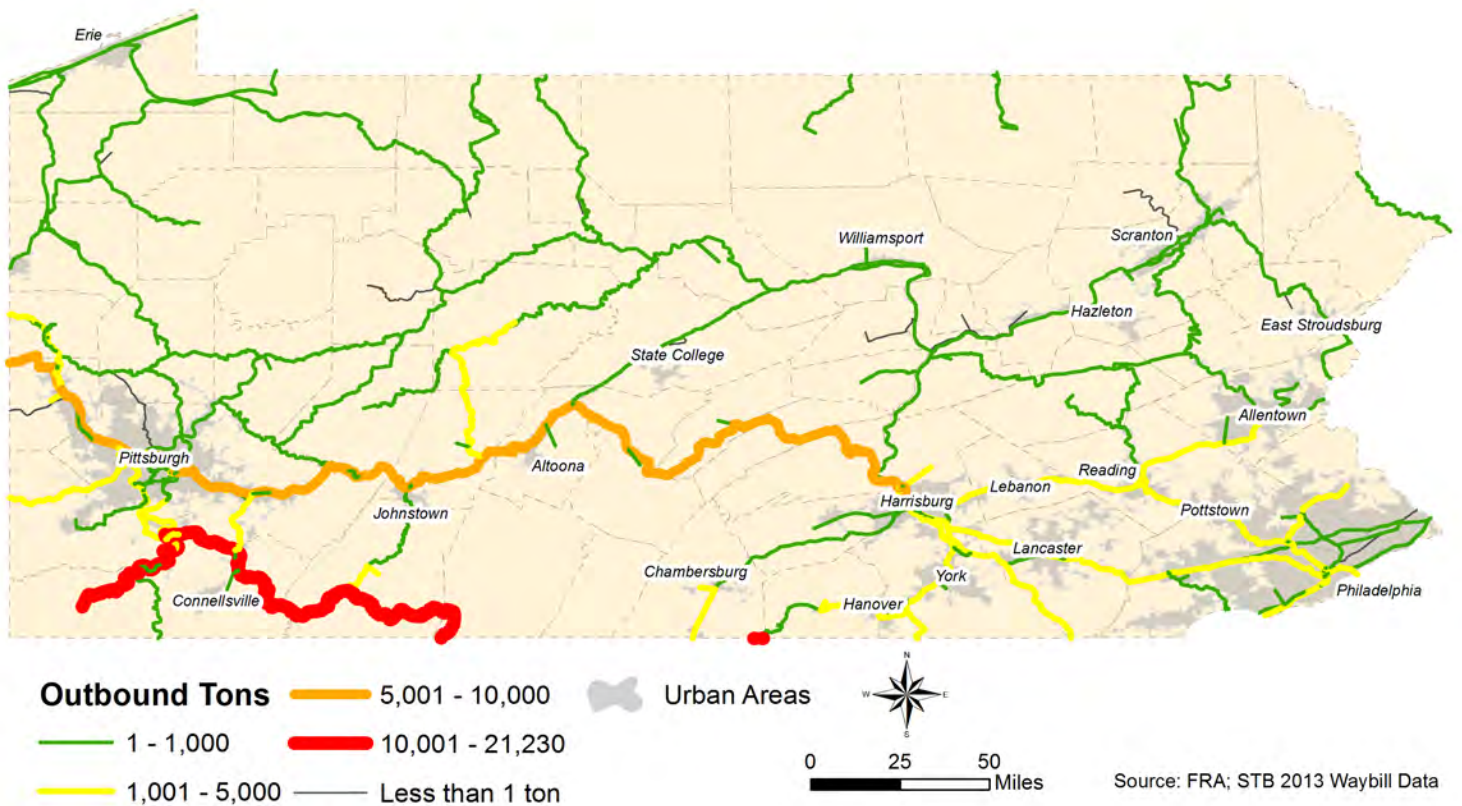 Erie
Williamsport
Scranton
Hazleton
East Stroudsburg
State College
Allentown
Pittsburgh
Altoona
Reading
Lebanon
Harrisburg
Pottstown
Johnstown
Lancaster
Chambersburg
York
Philadelphia
Connellsville
Hanover
Outbound Tons
5,001 - 10,000
Urban Areas
N
W
E
S
1 - 1,000
10,001 - 21,230
0 25 50
Miles
Source: FRA; STB 2013 Waybill Data
1,001 - 5,000
Less than 1 ton